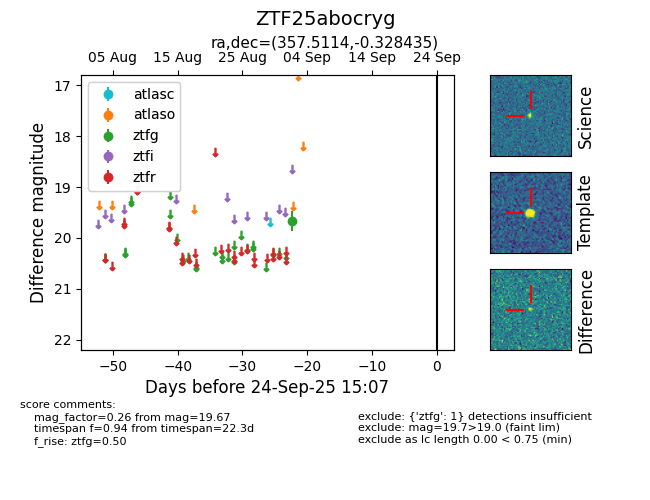 ZTF25abocryg
ra,dec=(357.5114,-0.328435)
05 Aug 15 Aug 25 Aug 04 Sep 14 Sep 24 Sep
atlasc
atlaso
ztfg
ztfi
ztfr
17
18
19
20
21
22
Difference magnitude
−50 −40 −30 −20 −10 0
Days before 24-Sep-25 15:07
Science
Template
Difference
score comments:
mag_factor=0.26 from mag=19.67
timespan f=0.94 from timespan=22.3d
f_rise: ztfg=0.50
exclude: {'ztfg': 1} detections insufficient
exclude: mag=19.7>19.0 (faint lim)
exclude as lc length 0.00 < 0.75 (min)